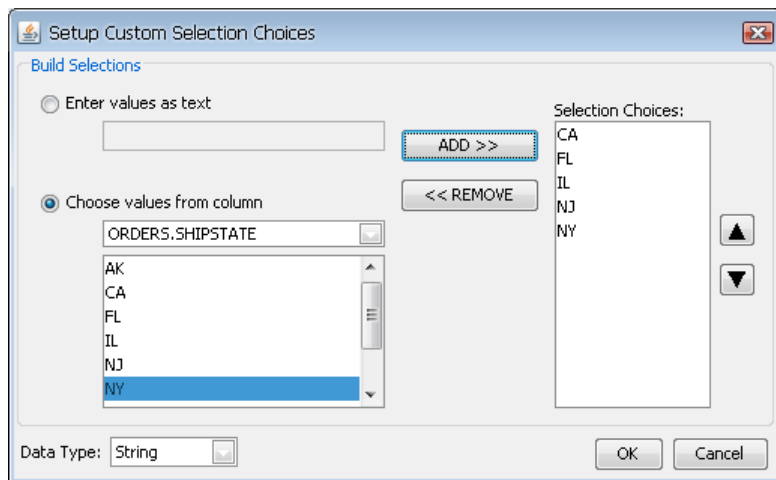 Setup Custom Selection Choices
Build Selections
Enter values as text
ADD >>
<< REMOVE
Choose values from column
ORDERS.SHIPSTATE
AK
CA
FL
IL
NJ
NY
Selection Choices:
CA
FL
IL
NJ
NY
Data Type: String
OK
Cancel